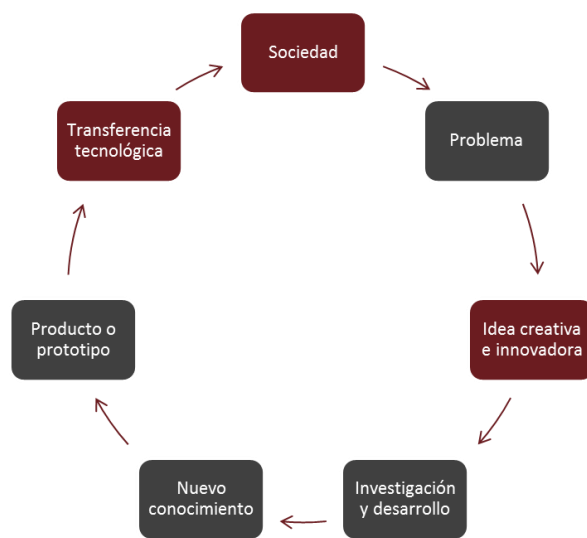 Sociedad
Problema
Idea creativa
e innovadora
Investigación
y desarrollo
Nuevo
conocimiento
Producto o
prototipo
Transferencia
tecnológica